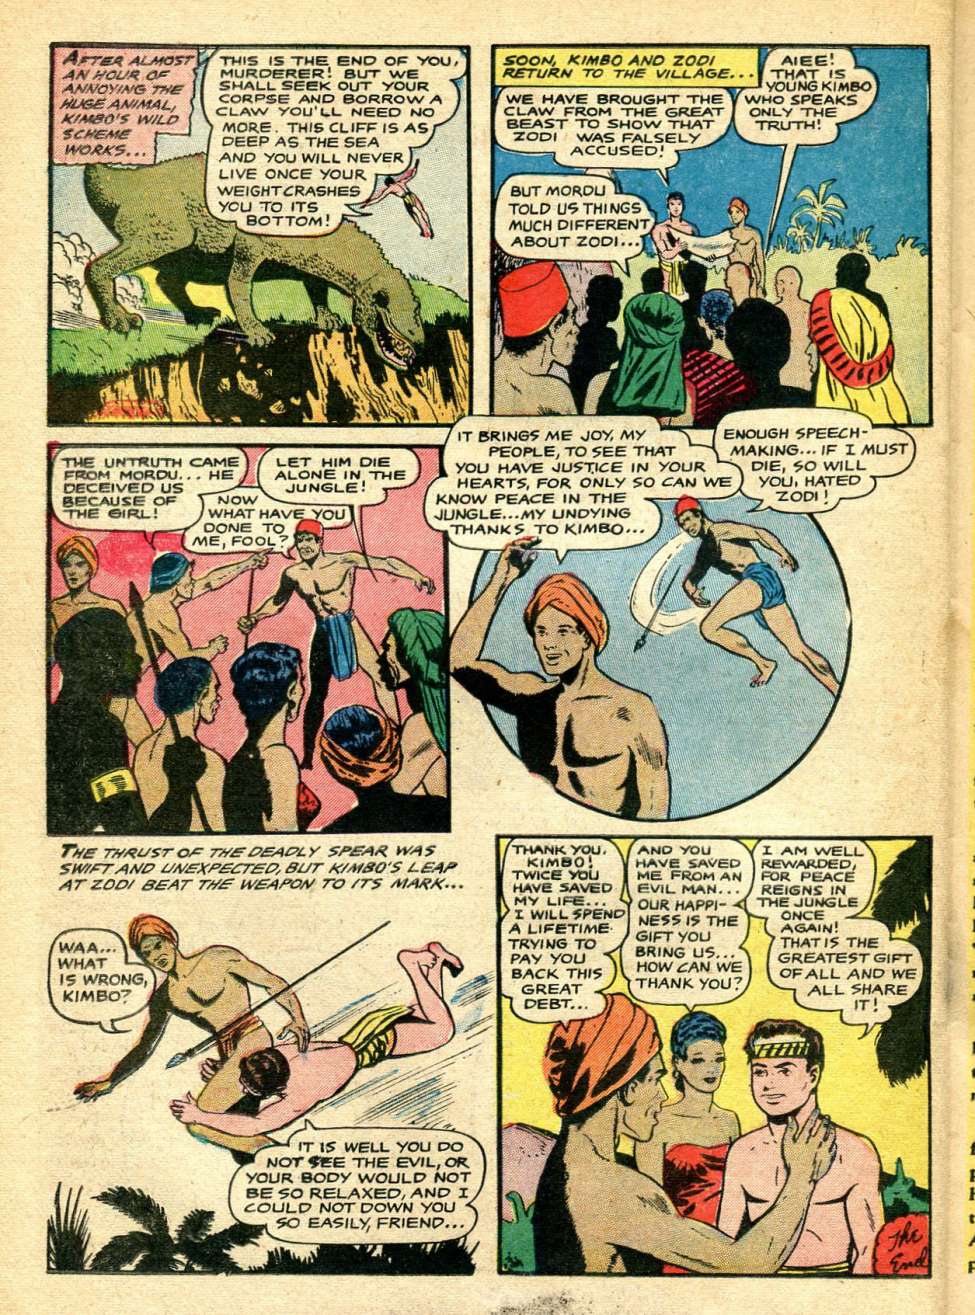 AFTER ALMOST
AN HOUR OF
ANNOYING THE
HUGE ANIMAL,
KIMBO'S WILD
SCHEME
WORKS...
THIS IS THE END OF YOU,
MURDERER! BUT WE
SHALL SEEK OUT YOUR
CORPSE AND BORROW A
CLAW YOU'LL NEED NO
MORE. THIS CLIFF IS AS
DEEP AS THE SEA
AND YOU WILL NEVER
LIVE ONCE YOUR
WEIGHT CRASHES
YOU TO ITS
BOTTOM!
SOON, KIMBO AND ZODI
RETURN TO THE VILLAGE...
WE HAVE BROUGHT THE
CLAW FROM THE GREAT
BEAST TO SHOW THAT
ZODI WAS FALSELY
ACCUSED!
AIEE!
THAT IS
YOUNG KIMBO
WHO SPEAKS
ONLY THE
TRUTH!
BUT MORDU
TOLD US THINGS
MUCH DIFFERENT
ABOUT ZODI...
THE UNTRUTH CAME
FROM MORDU... HE
DECEIVED US
BECAUSE OF
THE GIRL!
LET HIM DIE
ALONE IN THE
JUNGLE!
NOW
WHAT HAVE YOU
DONE TO
ME, FOOL?
IT BRINGS ME JOY, MY
PEOPLE, TO SEE THAT
YOU HAVE JUSTICE IN YOUR
HEARTS, FOR ONLY SO CAN WE
KNOW PEACE IN THE
JUNGLE...MY UNDYING
THANKS TO KIMBO...
ENOUGH SPEECH-
MAKING... IF I MUST
DIE, SO WILL
YOU, HATED
ZODI!
THE THRUST OF THE DEADLY SPEAR WAS
SWIFT AND UNEXPECTED, BUT KIMBO'S LEAP
AT ZODI BEAT THE WEAPON TO ITS MARK...
WAA...
WHAT
IS WRONG,
KIMBO?
IT IS WELL YOU DO
NOT SEE THE EVIL, OR
YOUR BODY WOULD NOT
BE SO RELAXED, AND I
COULD NOT DOWN YOU
SO EASILY, FRIEND...
THANK YOU,
KIMBO!
TWICE YOU
HAVE SAVED
MY LIFE...
I WILL SPEND
A LIFETIME
TRYING TO
PAY YOU
BACK THIS
GREAT
DEBT...
AND YOU
HAVE SAVED
ME FROM AN
EVIL MAN...
OUR HAPPI-
NESS IS THE
GIFT YOU
BRING US...
HOW CAN WE
THANK YOU?
I AM WELL
REWARDED,
FOR PEACE
REIGNS IN
THE JUNGLE
ONCE
AGAIN!
THAT IS THE
GREATEST GIFT
OF ALL AND WE
ALL SHARE
IT!
The
End